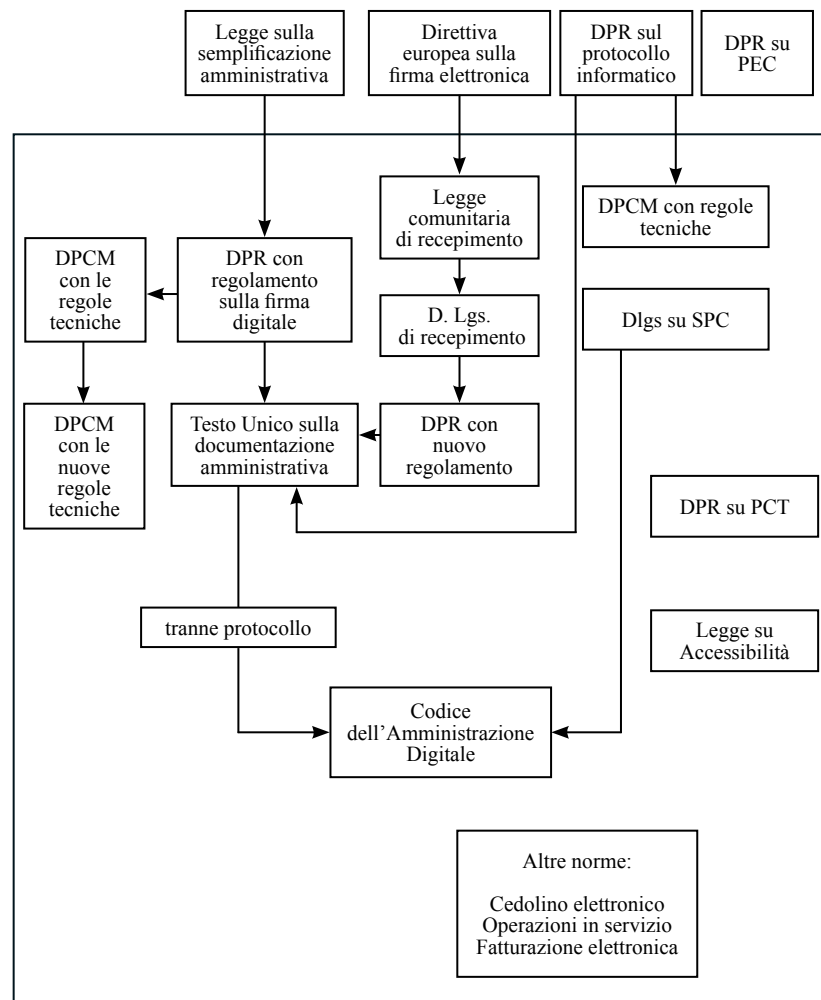 Legge sulla
semplificazione
amministrativa
Direttiva
europea sulla
firma elettronica
DPR sul
protocollo
informatico
DPR su
PEC
Legge
comunitaria
di recepimento
DPCM con regole
tecniche
DPCM
con le
regole
tecniche
DPR con
regolamento
sulla firma
digitale
D. Lgs.
di recepimento
Dlgs su SPC
DPCM
con le
nuove
regole
tecniche
Testo Unico sulla
documentazione
amministrativa
DPR con
nuovo
regolamento
DPR su PCT
tranne protocollo
Legge su
Accessibilità
Codice
dell’Amministrazione
Digitale
Altre norme:
Cedolino elettronico
Operazioni in servizio
Fatturazione elettronica